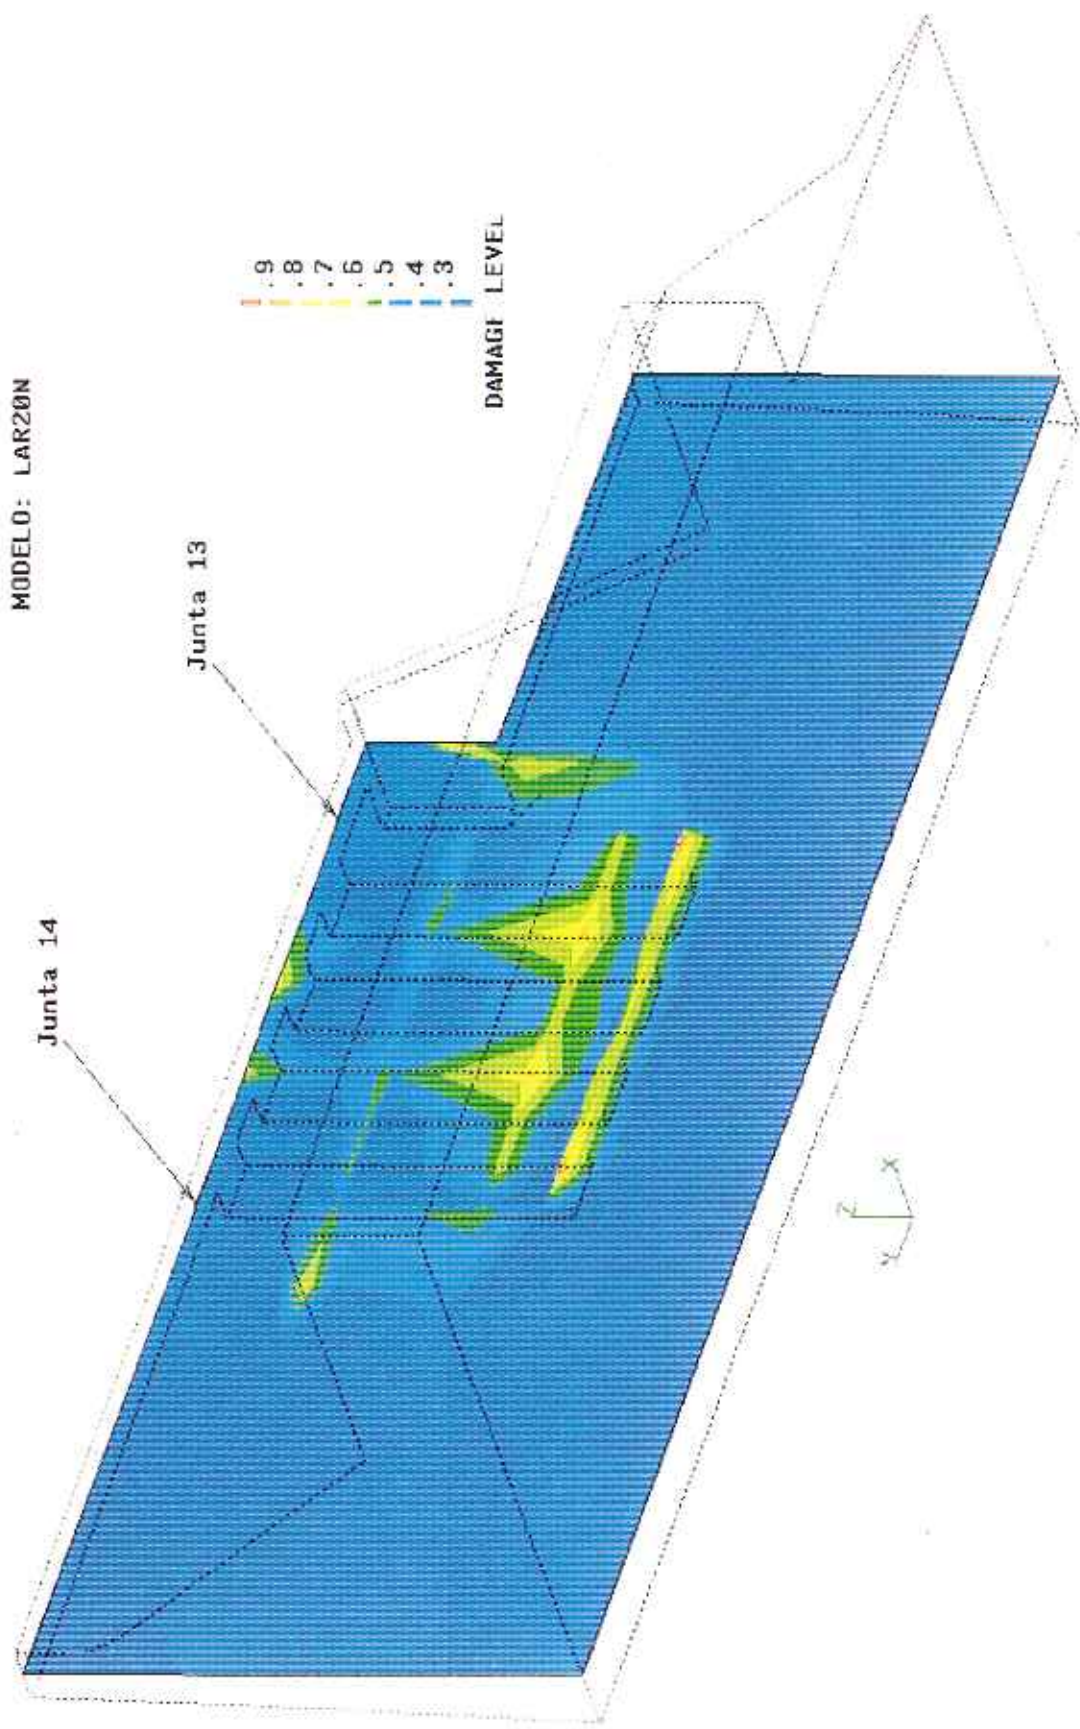 MODELO: LAR20N
Junta 14
Junta 13
.9
.8
.7
.6
.5
.4
.3
DAMAGE LEVEL
Z
Y
X